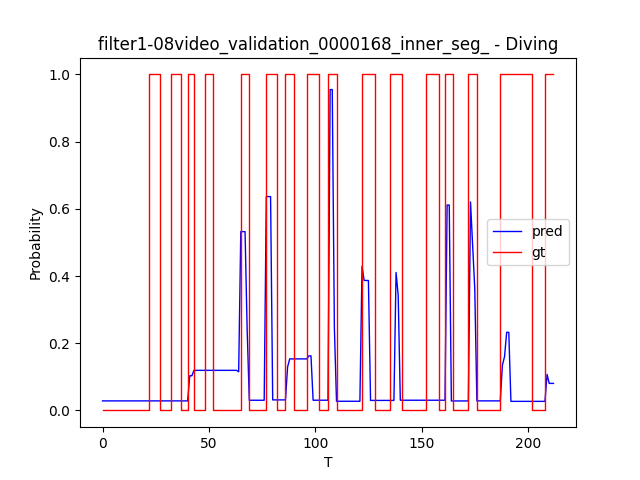 filter1-08video_validation_0000168_inner_seg_ - Diving
1.0
0.8
0.6
0.4
0.2
0.0
Probability
pred
gt
0
50
100
150
200
T